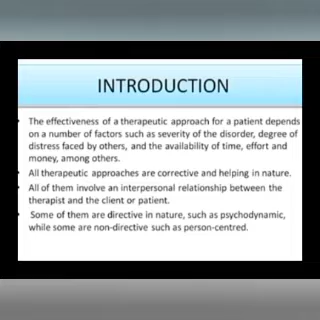 INTRODUCTION
• The effectiveness of a therapeutic approach for a patient depends
on a number of factors such as severity of the disorder, degree of
distress faced by others, and the availability of time, effort and
money, among others.
• All therapeutic approaches are corrective and helping in nature.
• All of them involve an interpersonal relationship between the
therapist and the client or patient.
• Some of them are directive in nature, such as psychodynamic,
while some are non-directive such as person-centred.